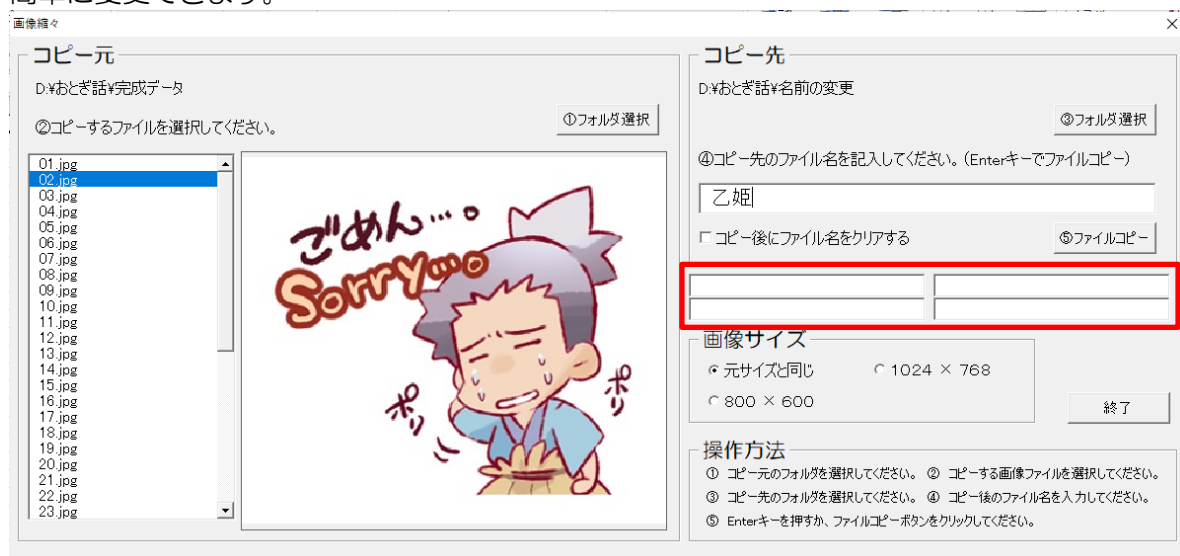 簡単に変更できます。
画像縮々
コピー元
D:¥おとぎ話¥完成データ
①フォルダ選択
②コピーするファイルを選択してください。
01.jpg
02.jpg
03.jpg
04.jpg
05.jpg
06.jpg
07.jpg
08.jpg
09.jpg
10.jpg
11.jpg
12.jpg
13.jpg
14.jpg
15.jpg
16.jpg
17.jpg
18.jpg
19.jpg
20.jpg
21.jpg
22.jpg
23.jpg
ごめん…。
Sorry…。
ポリ
ポリ
コピー先
D:¥おとぎ話¥名前の変更
③フォルダ選択
④コピー先のファイル名を記入してください。(Enterキーでファイルコピー)
乙姫
コピー後にファイル名をクリアする
⑤ファイルコピー
画像サイズ
元サイズと同じ 1024 × 768
800 × 600
終了
操作方法
① コピー元のフォルダを選択してください。 ② コピーする画像ファイルを選択してください。
③ コピー先のフォルダを選択してください。 ④ コピー後のファイル名を入力してください。
⑤ Enterキーを押すか、ファイルコピーボタンをクリックしてください。